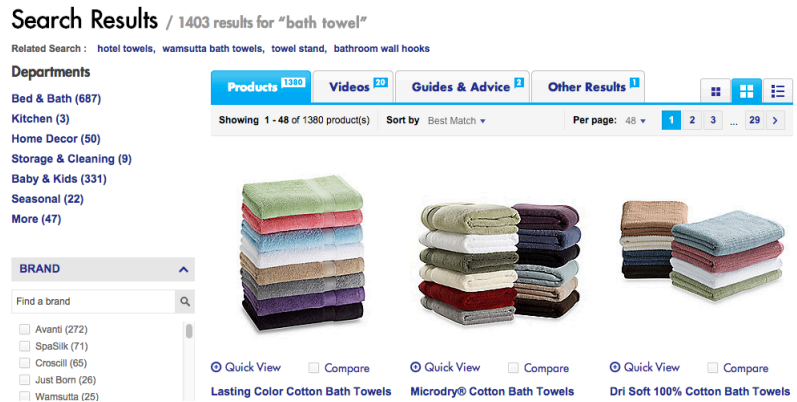 Search Results / 1403 results for “bath towel”
Related Search : hotel towels, wamsutta bath towels, towel stand, bathroom wall hooks
Departments
Bed & Bath (687)
Kitchen (3)
Home Decor (50)
Storage & Cleaning (9)
Baby & Kids (331)
Seasonal (22)
More (47)
BRAND
Find a brand
Avanti (272)
SpaSilk (71)
Croscill (65)
Just Born (26)
Wamsutta (25)
Products 1380 Videos 20 Guides & Advice 2 Other Results 1
Showing 1 - 48 of 1380 product(s) Sort by Best Match Per page: 48 1 2 3 ... 29 >
Quick View Compare Quick View Compare Quick View Compare
Lasting Color Cotton Bath Towels Microdry® Cotton Bath Towels Dri Soft 100% Cotton Bath Towels